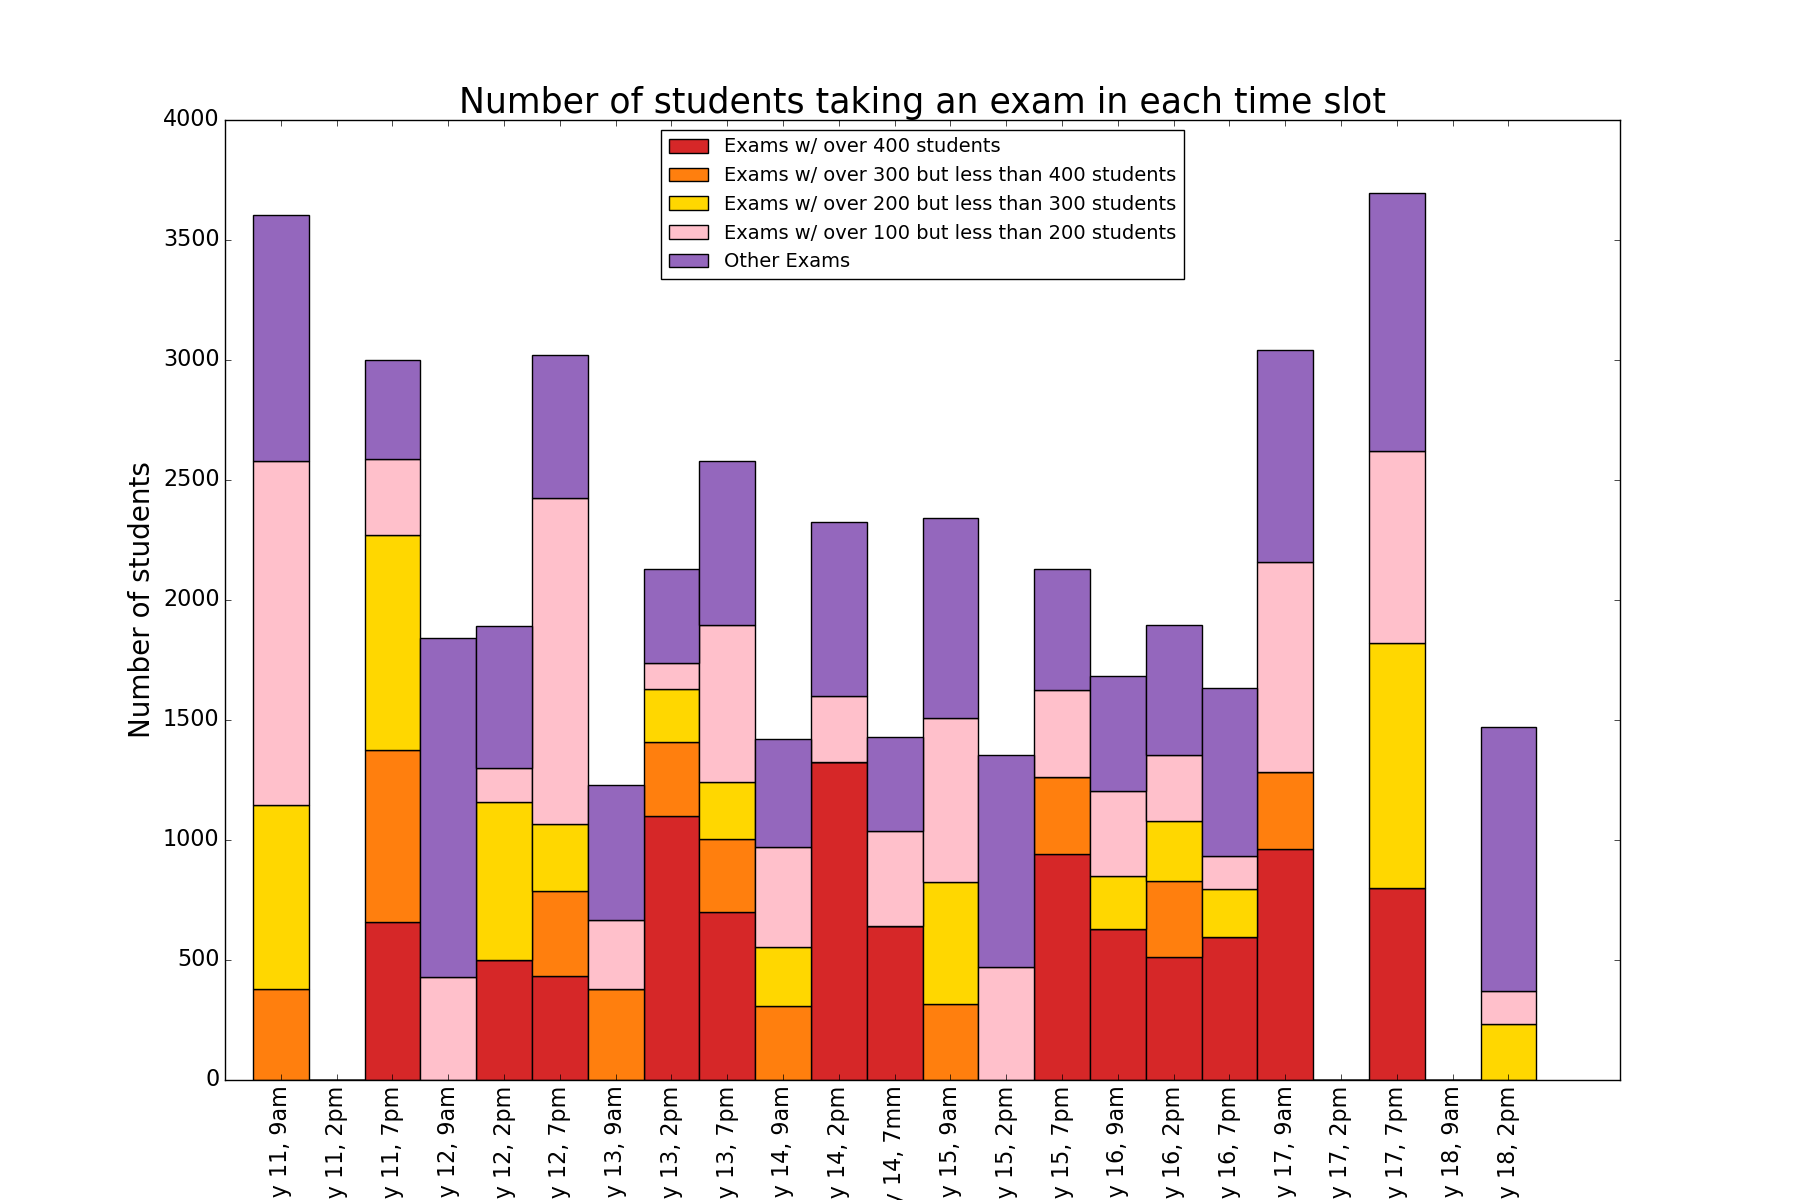 Number of students taking an exam in each time slot
Exams w/ over 400 students
Exams w/ over 300 but less than 400 students
Exams w/ over 200 but less than 300 students
Exams w/ over 100 but less than 200 students
Other Exams
Number of students
4000
3500
3000
2500
2000
1500
1000
500
0
y 11, 9am
y 11, 2pm
y 11, 7pm
y 12, 9am
y 12, 2pm
y 12, 7pm
y 13, 9am
y 13, 2pm
y 13, 7pm
y 14, 9am
y 14, 2pm
y 14, 7mm
y 15, 9am
y 15, 2pm
y 15, 7pm
y 16, 9am
y 16, 2pm
y 16, 7pm
y 17, 9am
y 17, 2pm
y 17, 7pm
y 18, 9am
y 18, 2pm